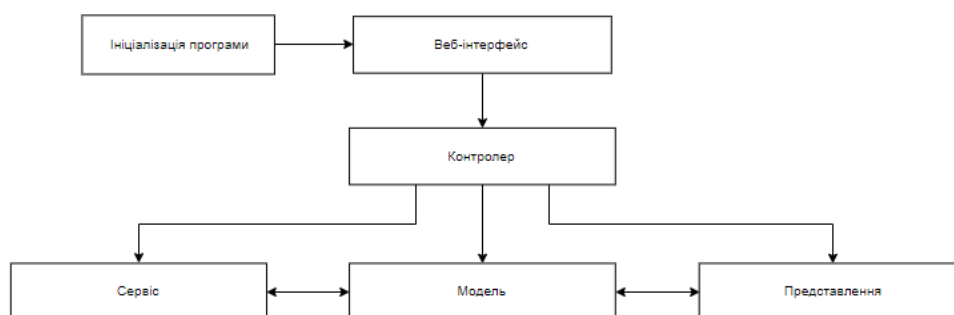 Ініціалізація програми
Веб-інтерфейс
Контролер
Сервіс
Модель
Представлення